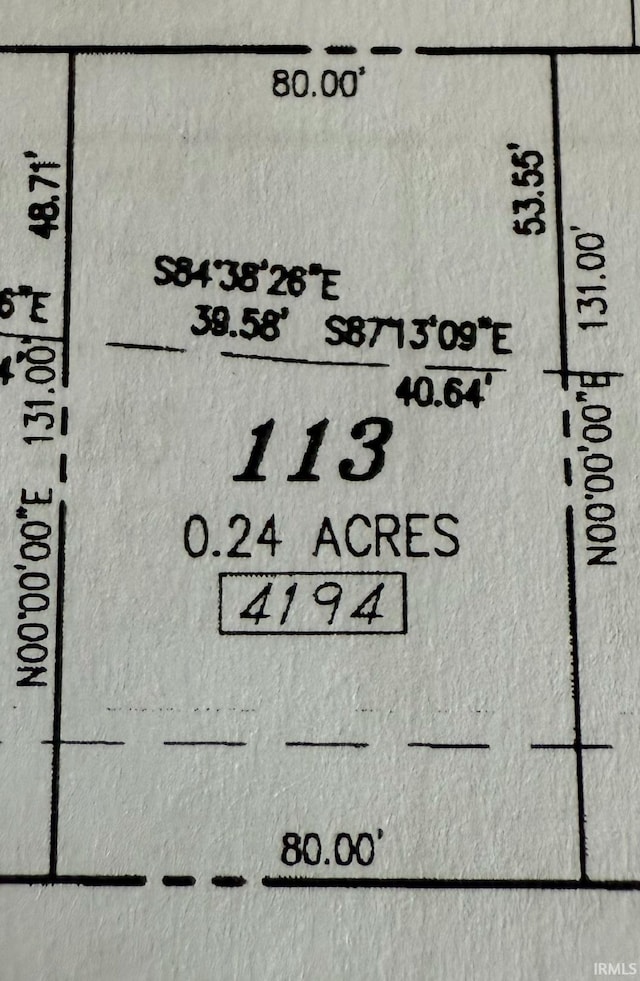 80.00'
48.71'
53.55'
131.00'
S84°38'26"E
39.58'
S87°13'09"E
40.64'
131.00'
N00°00'00"E
N00°00'00"E
113
0.24 ACRES
4194
80.00'
IRMLS